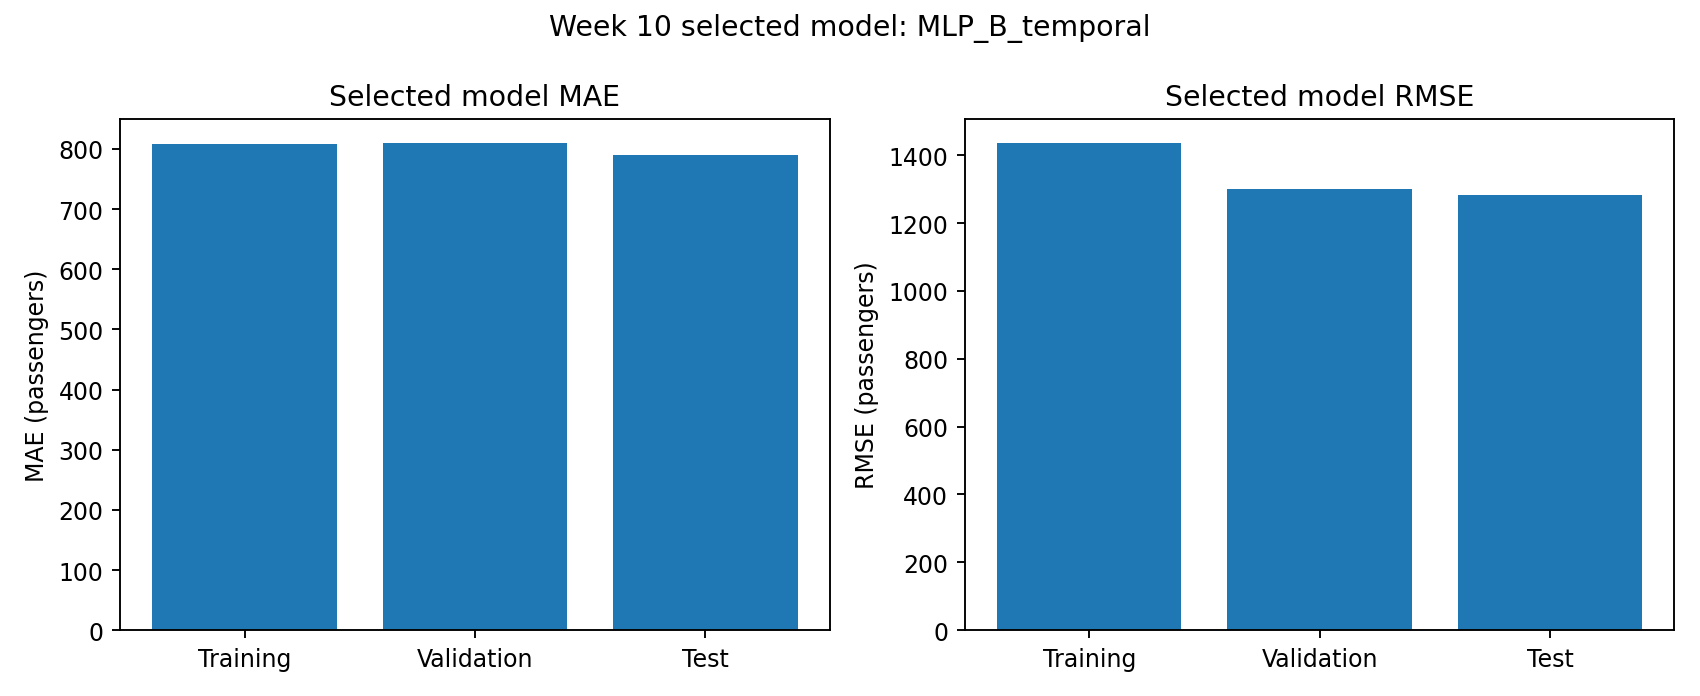 Week 10 selected model: MLP_B_temporal
Selected model MAE
MAE (passengers)
800
700
600
500
400
300
200
100
0
Training Validation Test
Selected model RMSE
RMSE (passengers)
1400
1200
1000
800
600
400
200
0
Training Validation Test